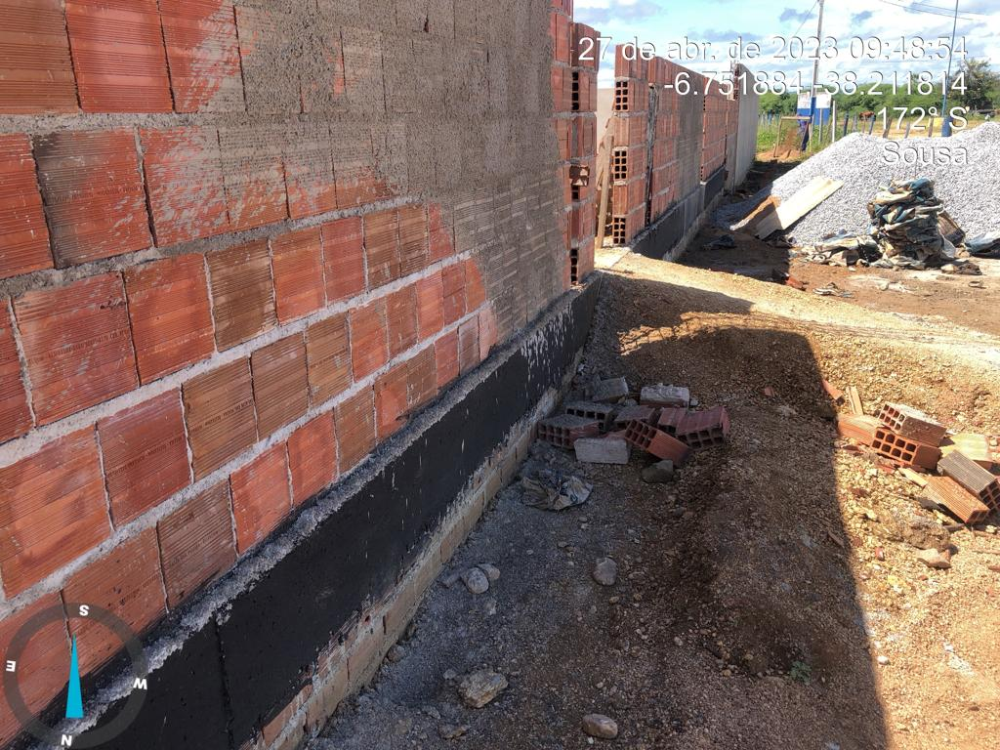 27 de abr. de 2023 09:48:54
-6.751884 -38.211814
172° S
Sousa
S
E
W
N